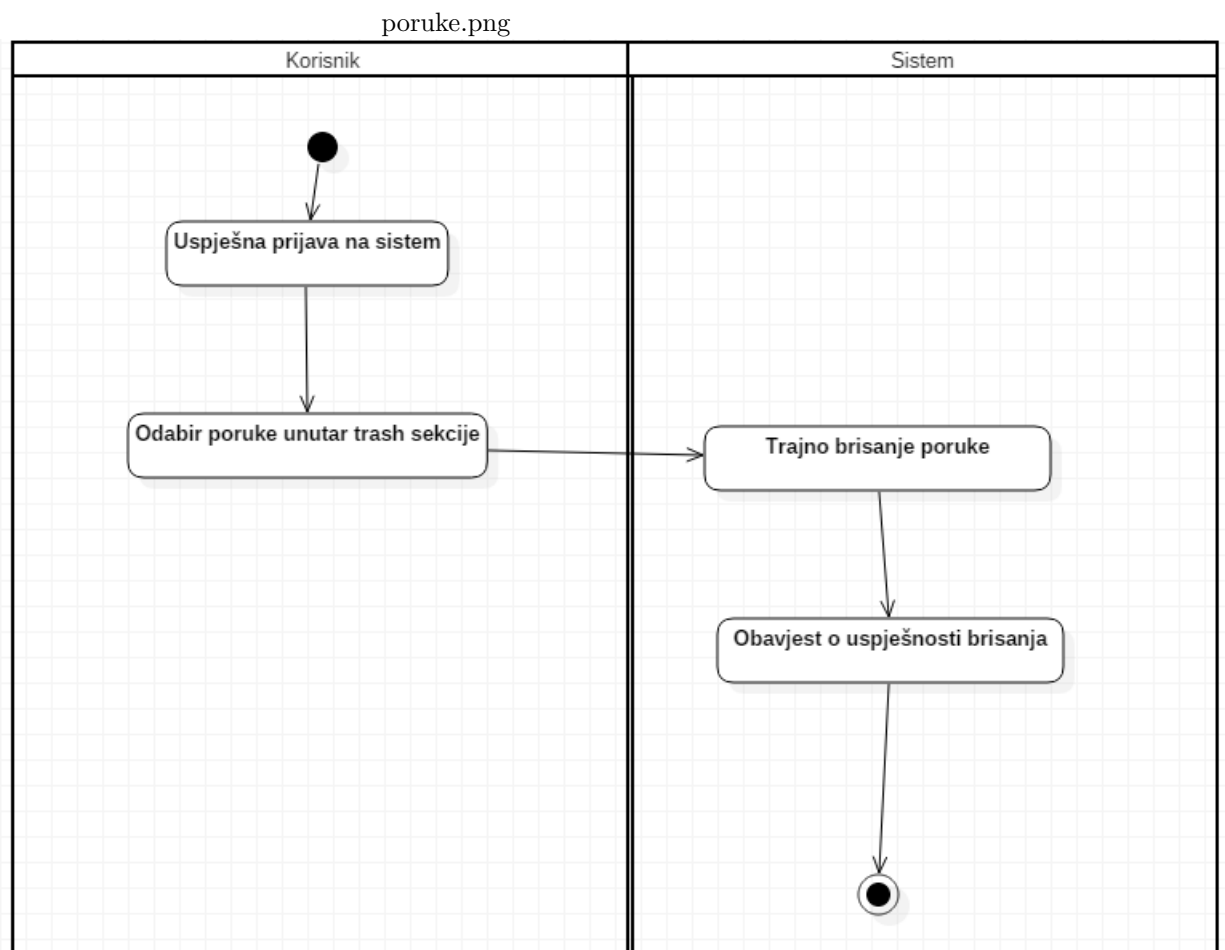 poruke.png
Korisnik
Sistem
Uspješna prijava na sistem
Odabir poruke unutar trash sekcije
Trajno brisanje poruke
Obavjest o uspješnosti brisanja